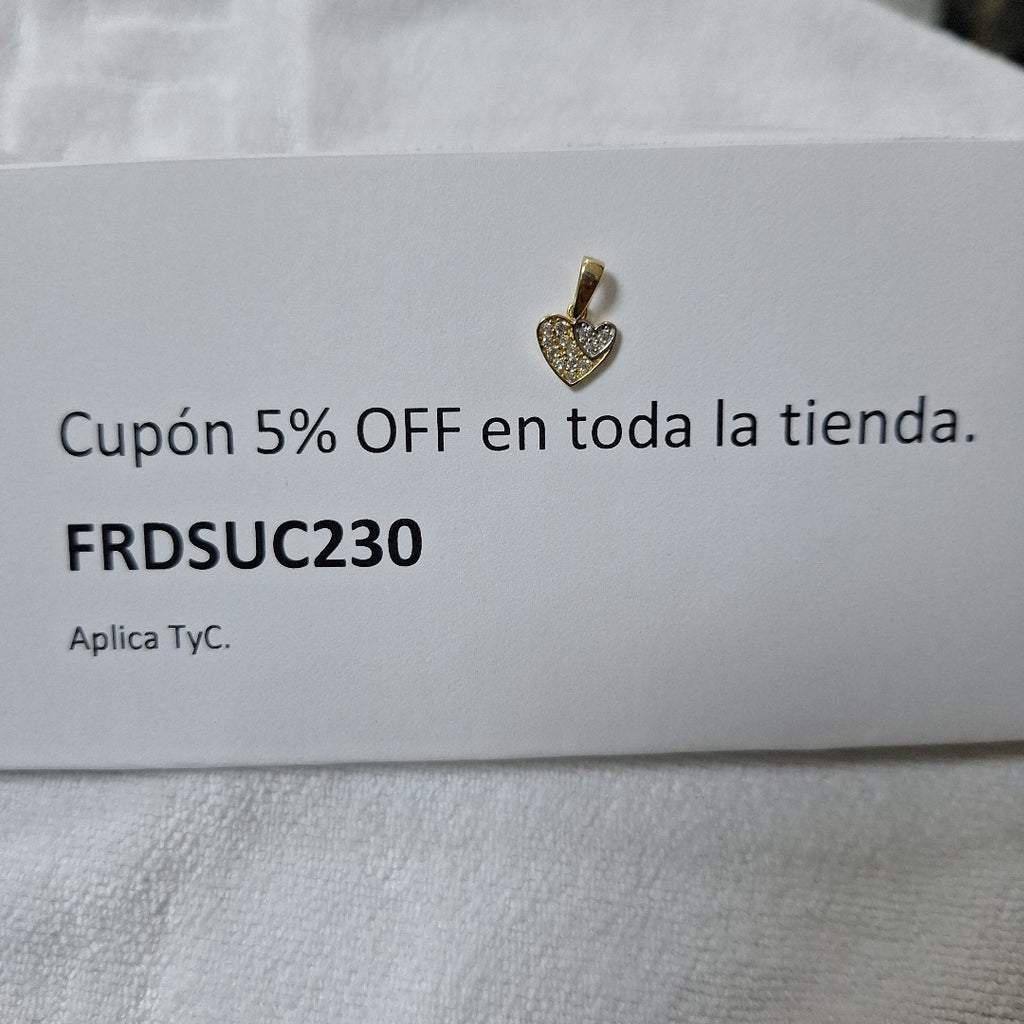 Cupón 5% OFF en toda la tienda.
FRDSUC230
Aplica TyC.